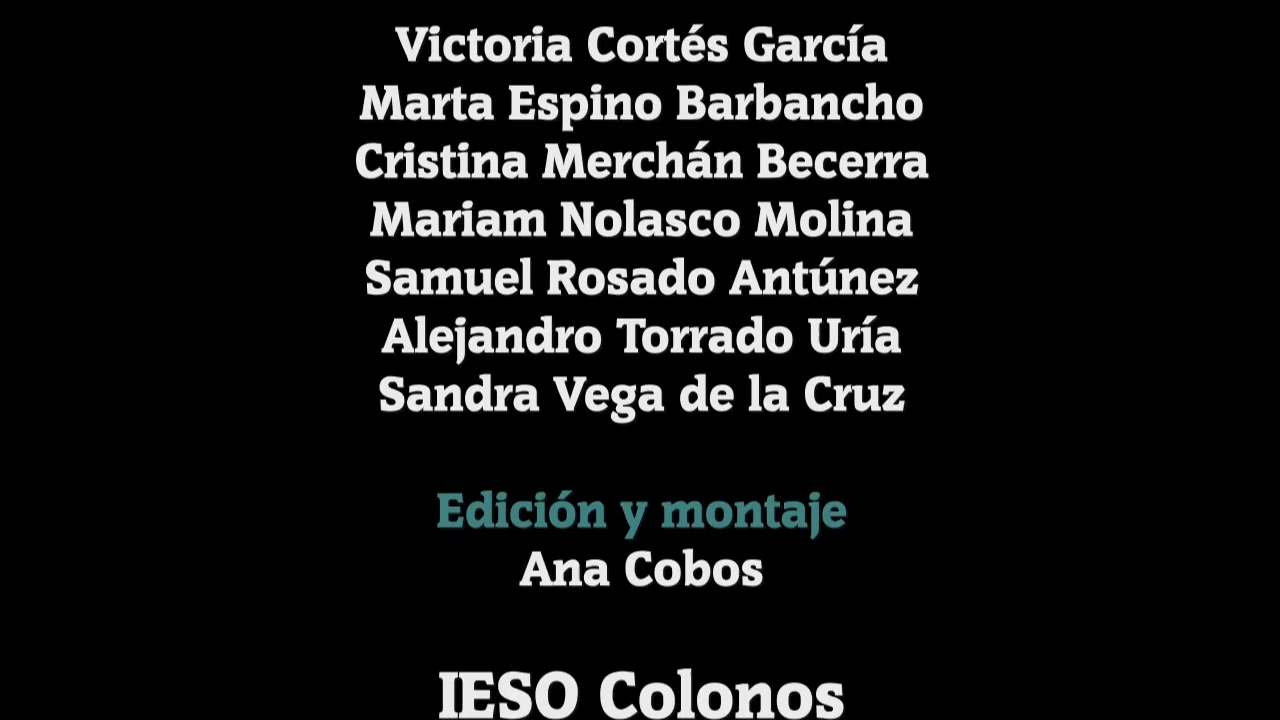 Victoria Cortés García
Marta Espino Barbancho
Cristina Merchán Becerra
Mariam Nolasco Molina
Samuel Rosado Antúnez
Alejandro Torrado Uría
Sandra Vega de la Cruz
Edición y montaje
Ana Cobos
IESO Colonos